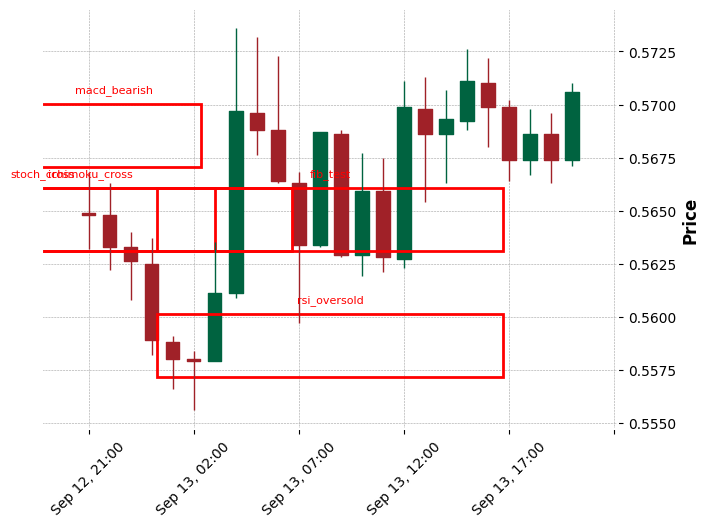 macd_bearish
stoch_cross
ichimoku_cross
rsi_oversold
0.5725
0.5700
0.5675
0.5650
0.5625
0.5600
0.5575
0.5550
Price
Sep 12, 21:00
Sep 13, 02:00
Sep 13, 07:00
Sep 13, 12:00
Sep 13, 17:00